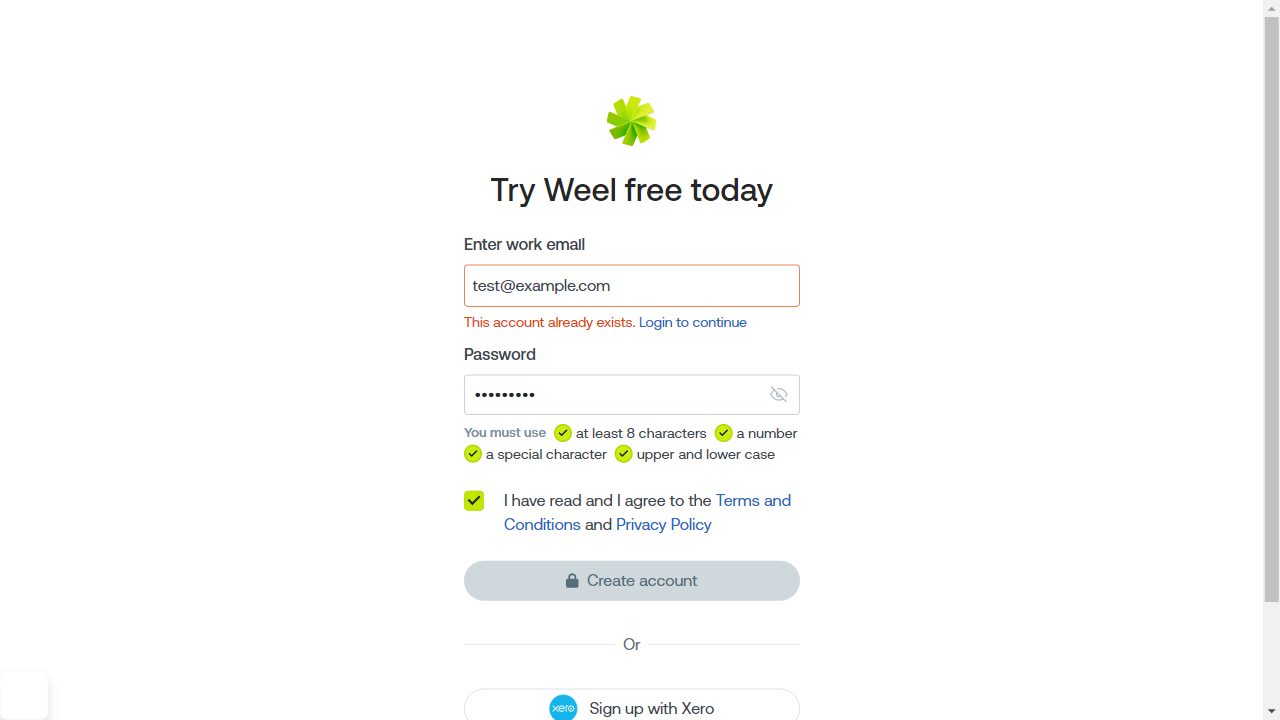 Try Weel free today
Enter work email
test@example.com
This account already exists. Login to continue
Password
•••••••••
You must use at least 8 characters a number
a special character upper and lower case
I have read and I agree to the Terms and
Conditions and Privacy Policy
Create account
Or
xero Sign up with Xero